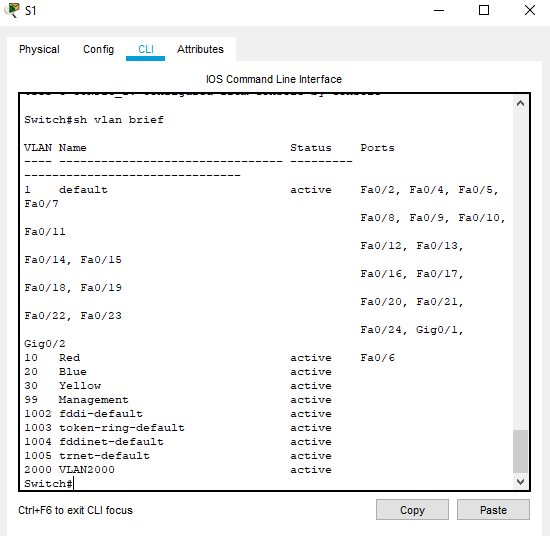 S1
Physical Config CLI Attributes
IOS Command Line Interface
Switch#sh vlan brief
VLAN Name Status Ports
---- -------------------------------- ---------
-------------------------------
1 default active Fa0/2, Fa0/4, Fa0/5,
Fa0/7
Fa0/8, Fa0/9, Fa0/10,
Fa0/11
Fa0/12, Fa0/13,
Fa0/14, Fa0/15
Fa0/16, Fa0/17,
Fa0/18, Fa0/19
Fa0/20, Fa0/21,
Fa0/22, Fa0/23
Fa0/24, Gig0/1,
Gig0/2
10 Red active Fa0/6
20 Blue active
30 Yellow active
99 Management active
1002 fddi-default active
1003 token-ring-default active
1004 fddinet-default active
1005 trnet-default active
2000 VLAN2000 active
Switch#
Ctrl+F6 to exit CLI focus
Copy Paste